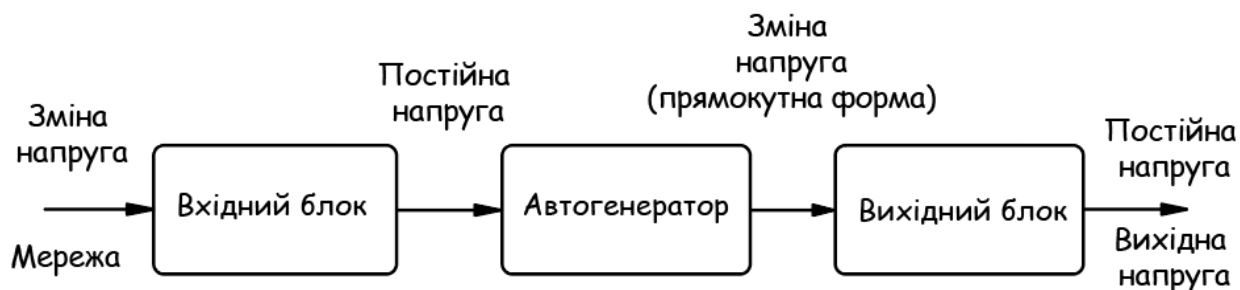 Зміна
напруга
Мережа
Вхідний блок
Постійна
напруга
Автогенератор
Зміна
напруга
(прямокутна форма)
Вихідний блок
Постійна
напруга
Вихідна
напруга